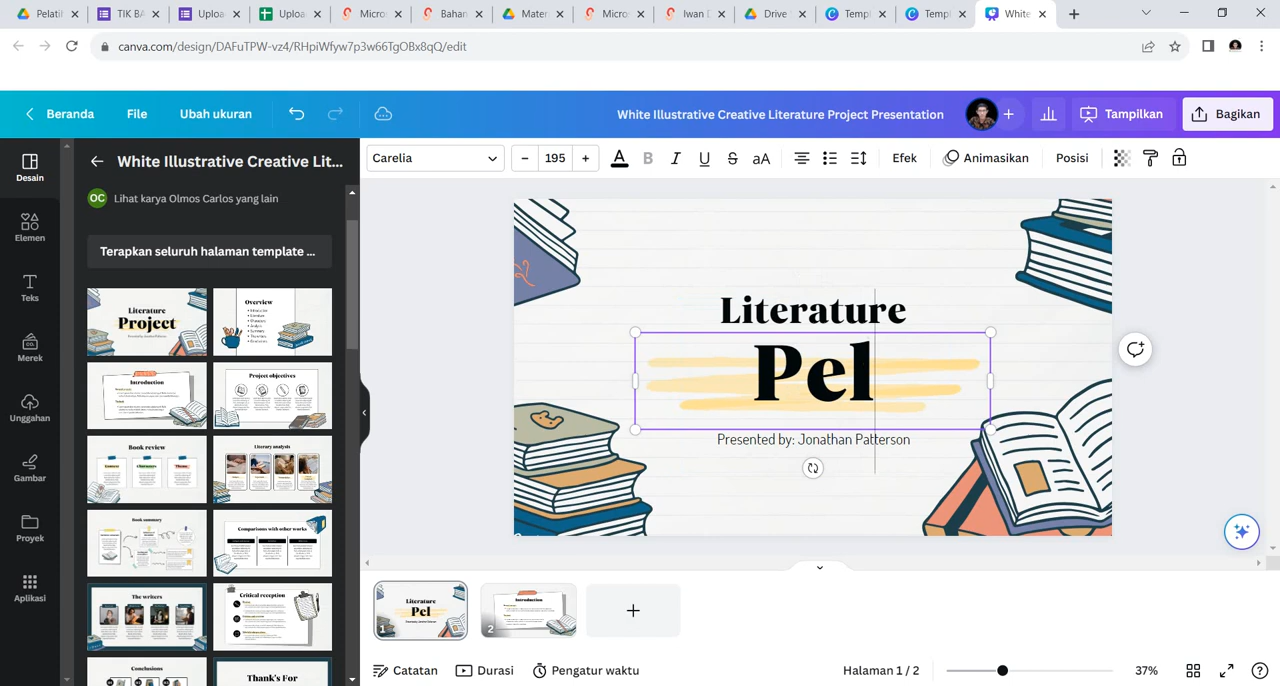 Pelati
TIK BA
Uploa
Uploa
Micros
Bahan
Mater
Micros
Iwan D
Drive
Templ
Templ
White
canva.com/design/DAFuTPW-vz4/RHpiWfyw7p3w66TgOBx8qQ/edit
Beranda
File
Ubah ukuran
White Illustrative Creative Literature Project Presentation
Tampilkan
Bagikan
Desain
Elemen
Teks
Merek
Unggahan
Gambar
Proyek
Aplikasi
White Illustrative Creative Lit...
OC
Lihat karya Olmos Carlos yang lain
Terapkan seluruh halaman template ...
Literature
Project
Overview
Introduction
Project objectives
Book review
Literary analysis
Book summary
Comparisons with other works
The writers
Critical reception
Conclusions
Thank's For
Carelia
– 195 +
A B I U S aA
Efek
Animasikan
Posisi
Literature
Pel
Presented by: Jonathan Patterson
Literature
Pel
1
Introduction
2
+
Catatan
Durasi
Pengatur waktu
Halaman 1 / 2
37%